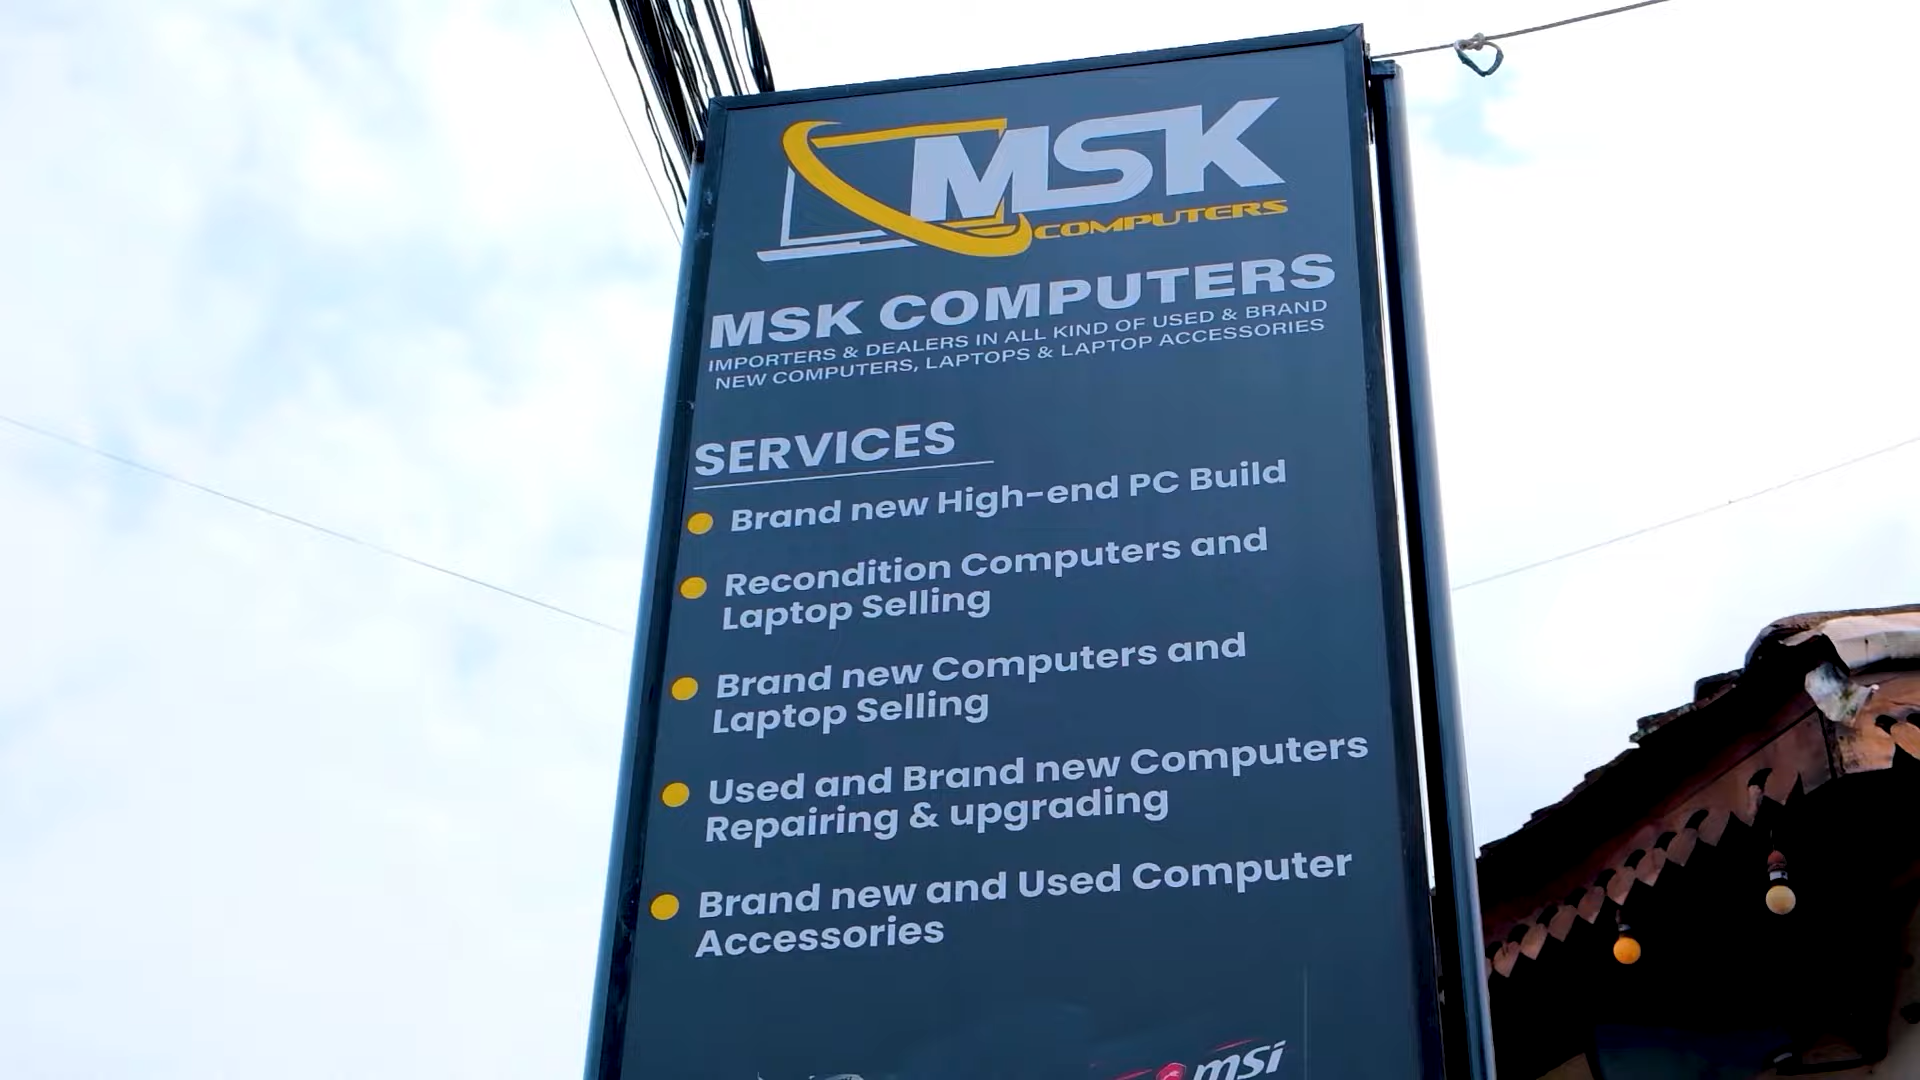 MSK
COMPUTERS
MSK COMPUTERS
IMPORTERS & DEALERS IN ALL KIND OF USED & BRAND
NEW COMPUTERS, LAPTOPS & LAPTOP ACCESSORIES
SERVICES
Brand new High-end PC Build
Recondition Computers and
Laptop Selling
Brand new Computers and
Laptop Selling
Used and Brand new Computers
Repairing & upgrading
Brand new and Used Computer
Accessories
msi